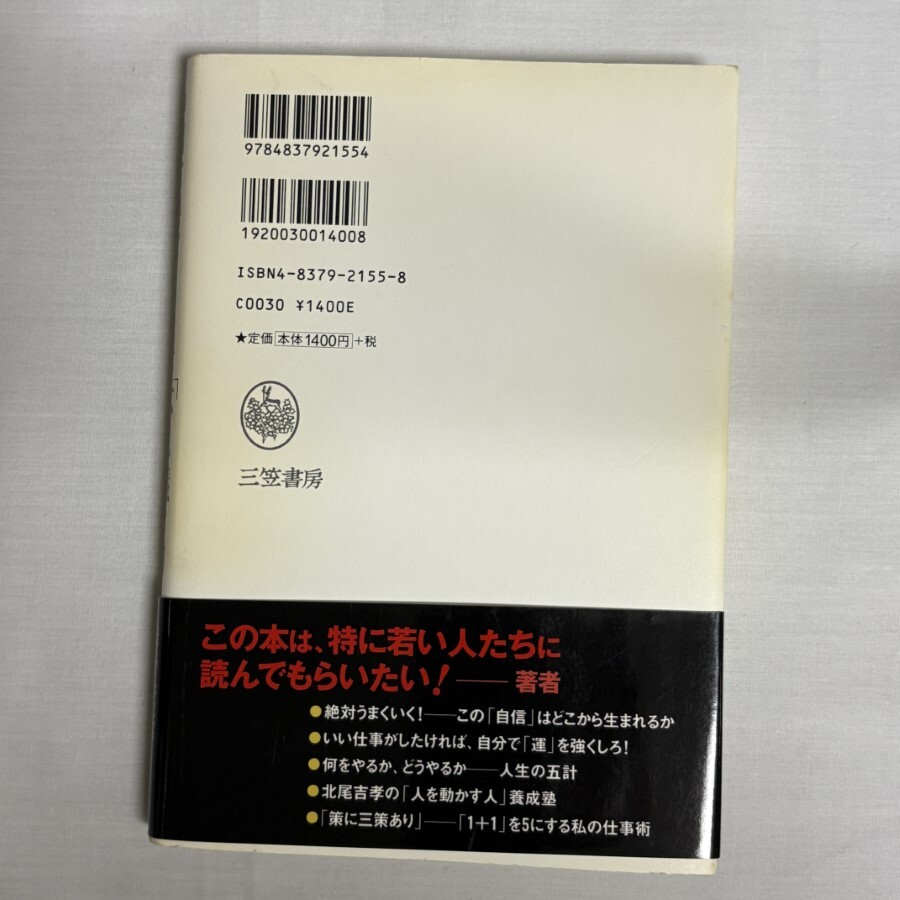 9784837921554
1920030014008
ISBN4-8379-2155-8
C0030 ¥1400E
★定価 本体1400円+税
三笠書房
この本は、特に若い人たちに
読んでもらいたい!――著者
●絶対うまくいく!――この「自信」はどこから生まれるか
●いい仕事がしたければ、自分で「運」を強くしろ!
●何をやるか、どうやるか――人生の五計
●北尾吉孝の「人を動かす人」養成塾
●「策に三策あり」――「1+1」を5にする私の仕事術